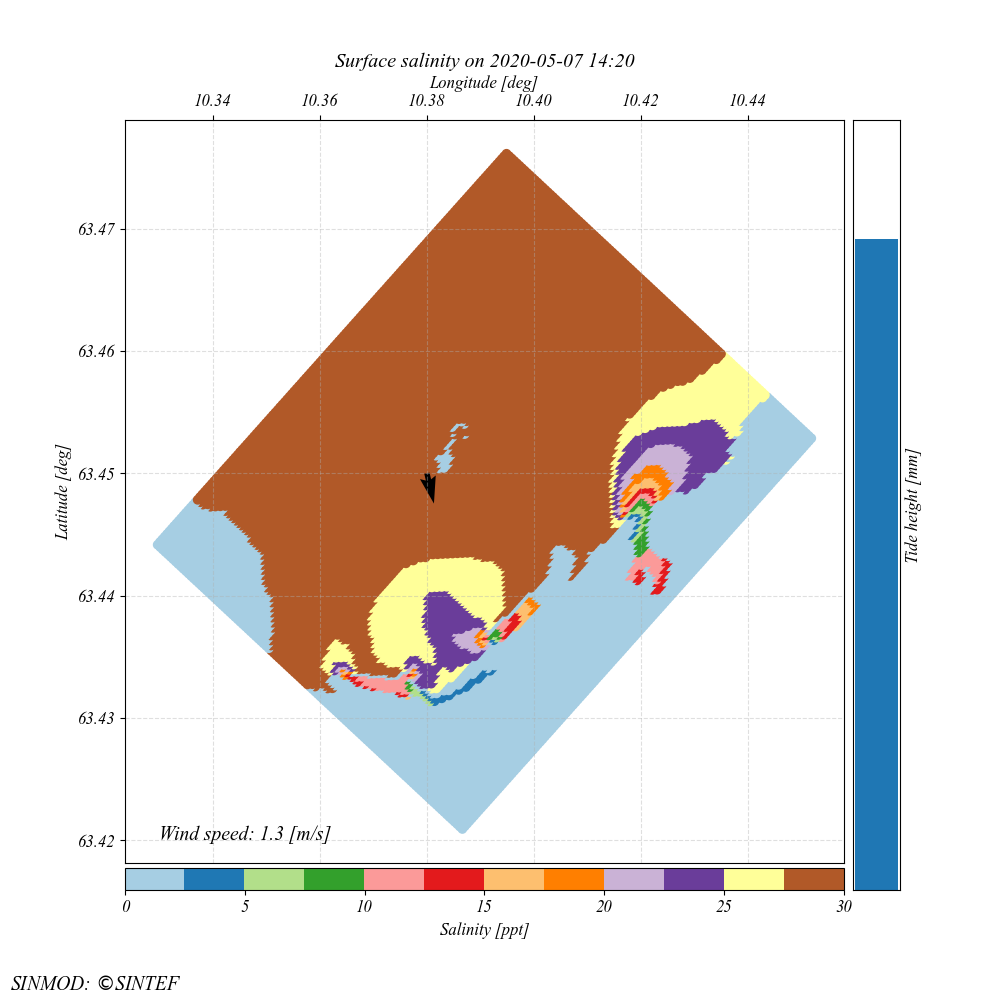 Surface salinity on 2020-05-07 14:20
Longitude [deg]
10.34 10.36 10.38 10.40 10.42 10.44
63.47
63.46
63.45
63.44
63.43
63.42
Latitude [deg]
Tide height [mm]
Wind speed: 1.3 [m/s]
0 5 10 15 20 25 30
Salinity [ppt]
SINMOD: ©SINTEF